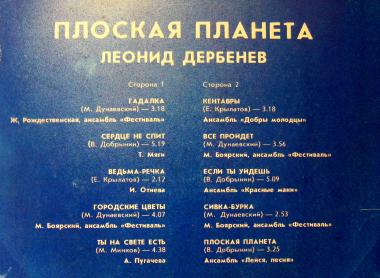 ПЛОСКАЯ ПЛАНЕТА
ЛЕОНИД ДЕРБЕНЕВ
Сторона 1
ГАДАЛКА
(М. Дунаевский) — 3.18
Ж. Рождественская, ансамбль «Фестиваль»
СЕРДЦЕ НЕ СПИТ
(В. Добрынин) — 5.19
Т. Мяги
ВЕДЬМА-РЕЧКА
(Е. Крылатов) — 2.12
И. Отиева
ГОРОДСКИЕ ЦВЕТЫ
(М. Дунаевский) — 4.07
М. Боярский, ансамбль «Фестиваль»
ТЫ НА СВЕТЕ ЕСТЬ
(М. Минков) — 4.38
А. Пугачева
Сторона 2
КЕНТАВРЫ
(Е. Крылатов) — 3.18
Ансамбль «Добры молодцы»
ВСЕ ПРОЙДЕТ
(М. Дунаевский) — 3.56
М. Боярский, ансамбль «Фестиваль»
ЕСЛИ ТЫ УЙДЕШЬ
(В. Добрынин) — 5.09
Ансамбль «Красные маки»
СИВКА-БУРКА
(М. Дунаевский) — 2.53
М. Боярский, ансамбль «Фестиваль»
ПЛОСКАЯ ПЛАНЕТА
(В. Добрынин) — 3.25
Ансамбль «Лейся, песня»